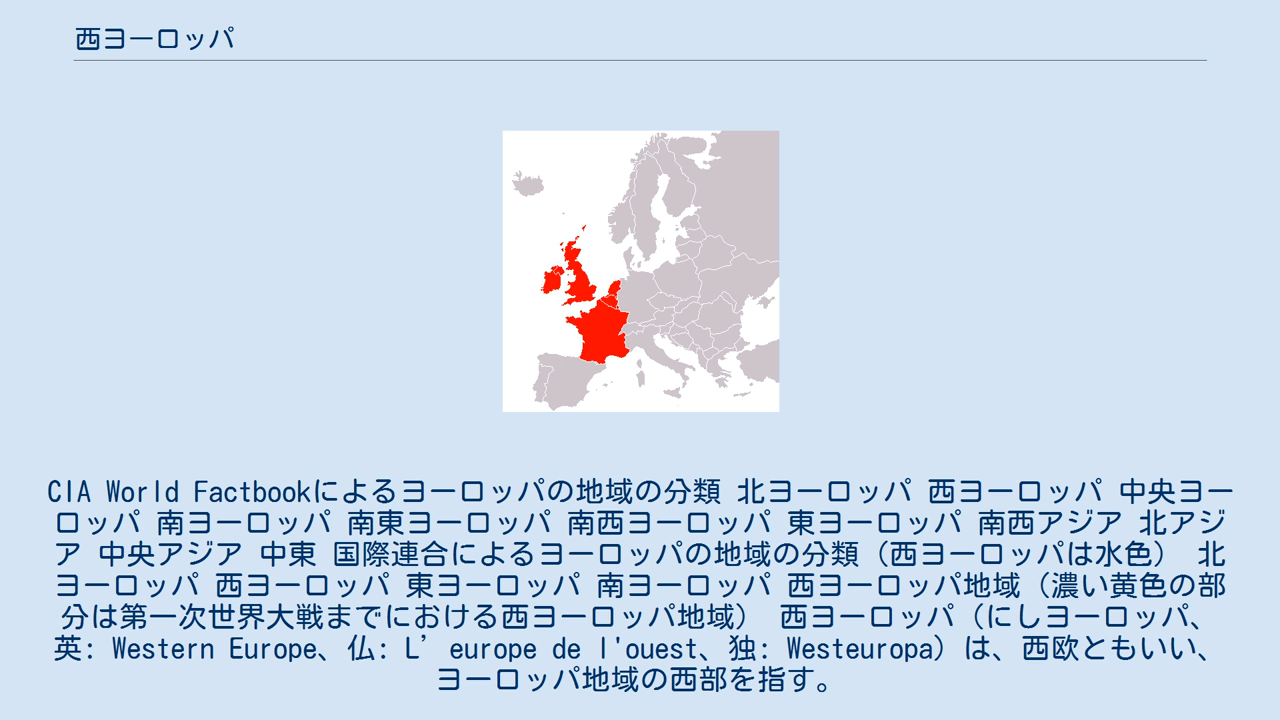 西ヨーロッパ
CIA World Factbookによるヨーロッパの地域の分類 北ヨーロッパ 西ヨーロッパ 中央ヨー
ロッパ 南ヨーロッパ 南東ヨーロッパ 南西ヨーロッパ 東ヨーロッパ 南西アジア 北アジ
ア 中央アジア 中東 国際連合によるヨーロッパの地域の分類（西ヨーロッパは水色） 北
ヨーロッパ 西ヨーロッパ 東ヨーロッパ 南ヨーロッパ 西ヨーロッパ地域（濃い黄色の部
分は第一次世界大戦までにおける西ヨーロッパ地域） 西ヨーロッパ（にしヨーロッパ、
英: Western Europe、仏: L’europe de l'ouest、独: Westeuropa）は、西欧ともいい、
ヨーロッパ地域の西部を指す。